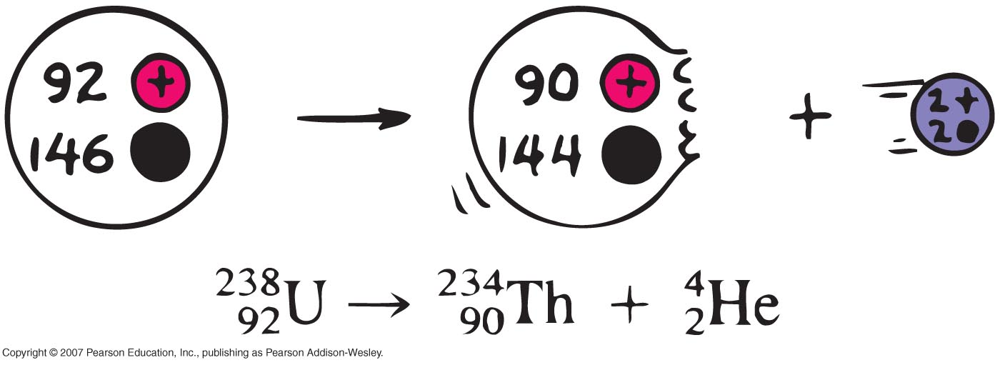 92 + → 90 + + 2 +
146 144 2
²³⁸₉₂U → ²³⁴₉₀Th + ⁴₂He
Copyright © 2007 Pearson Education, Inc., publishing as Pearson Addison-Wesley.